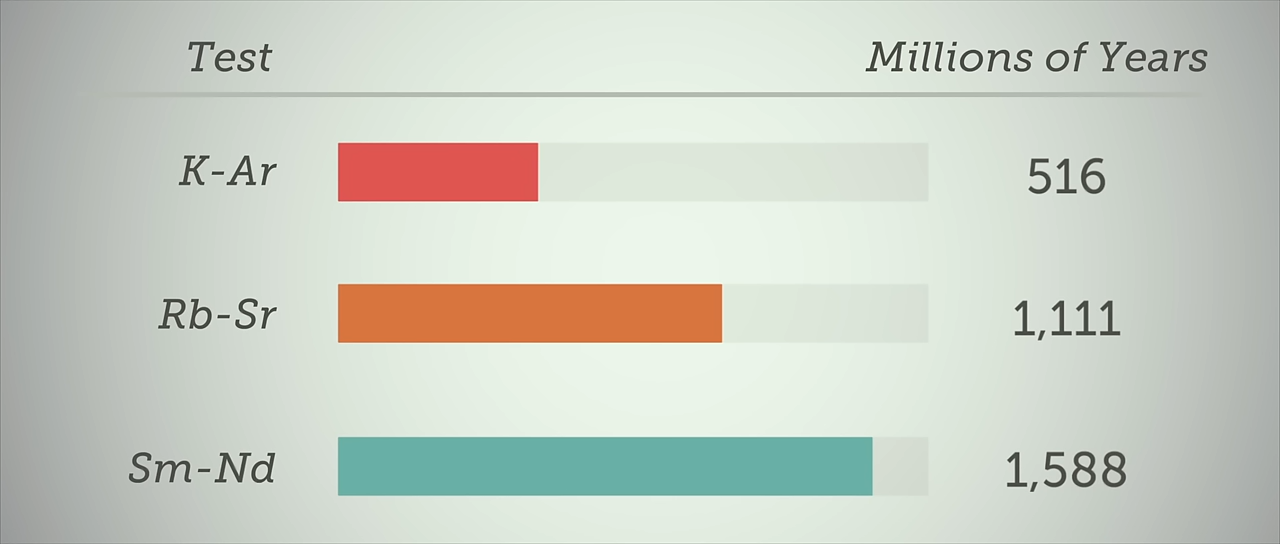 Test Millions of Years
K-Ar 516
Rb-Sr 1,111
Sm-Nd 1,588